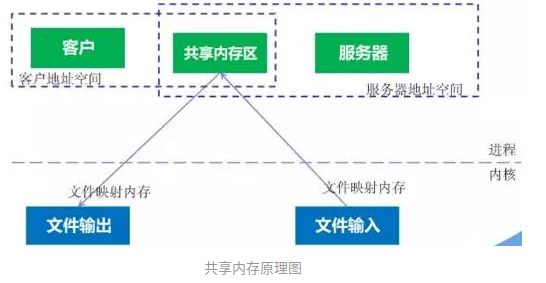 客户
共享内存区
服务器
客户地址空间
服务器地址空间
进程
内核
文件映射内存
文件映射内存
文件输出
文件输入
共享内存原理图